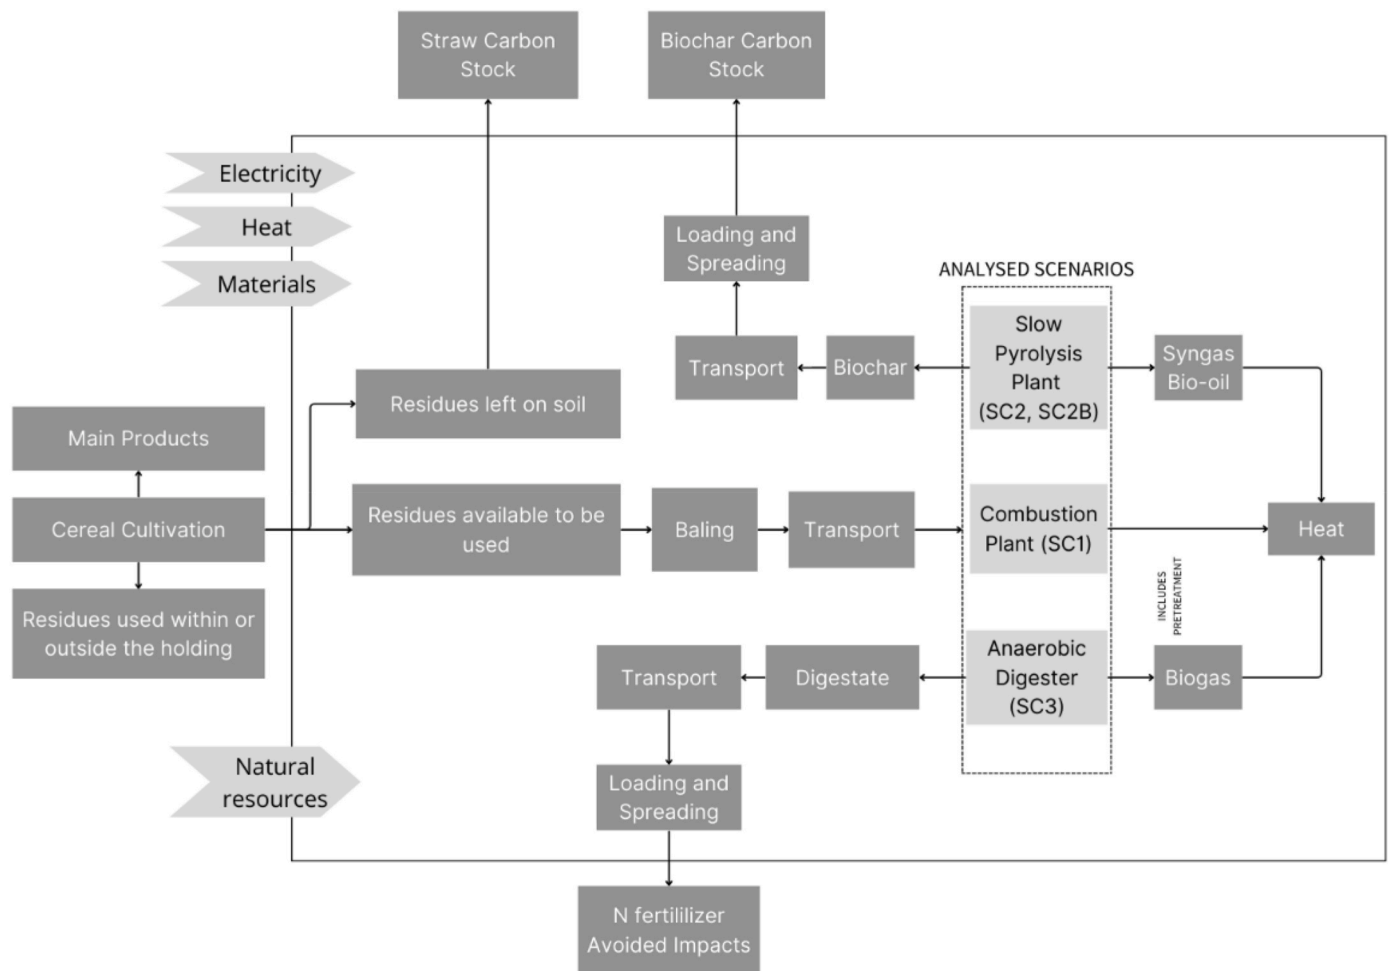 Straw Carbon
Stock
Biochar Carbon
Stock
Electricity
Heat
Materials
Loading and
Spreading
ANALYSED SCENARIOS
Slow
Pyrolysis
Plant
(SC2, SC2B)
Transport
Biochar
Syngas
Bio-oil
Residues left on soil
Main Products
Cereal Cultivation
Residues available to be
used
Baling
Transport
Combustion
Plant (SC1)
Heat
INCLUDES
PRETREATMENT
Residues used within or
outside the holding
Transport
Digestate
Anaerobic
Digester
(SC3)
Biogas
Natural
resources
Loading and
Spreading
N fertililizer
Avoided Impacts